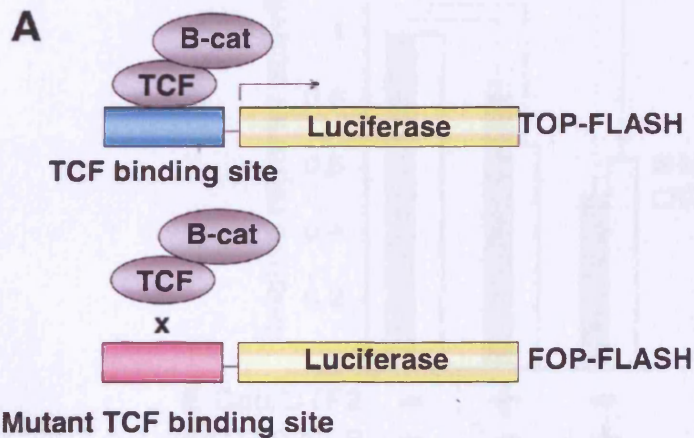 A
B-cat
TCF
Luciferase TOP-FLASH
TCF binding site
B-cat
TCF
x
Luciferase FOP-FLASH
Mutant TCF binding site